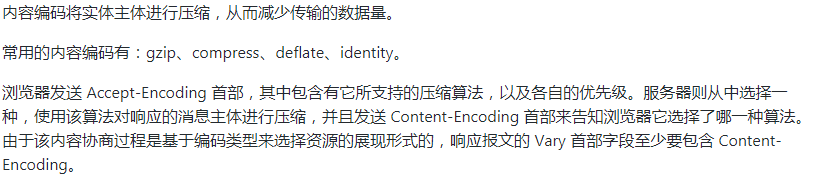 内容编码将实体主体进行压缩，从而减少传输的数据量。
常用的内容编码有：gzip、compress、deflate、identity。
浏览器发送 Accept-Encoding 首部，其中包含有它所支持的压缩算法，以及各自的优先级。服务器则从中选择一
种，使用该算法对响应的消息主体进行压缩，并且发送 Content-Encoding 首部来告知浏览器它选择了哪一种算法。
由于该内容协商过程是基于编码类型来选择资源的展现形式的，响应报文的 Vary 首部字段至少要包含 Content-
Encoding。